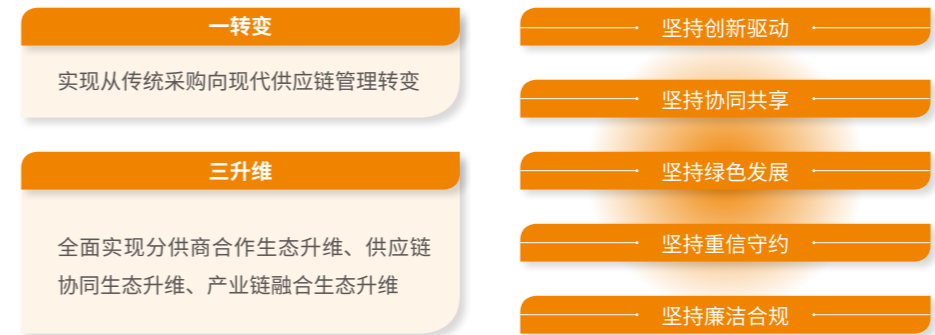 一转变
实现从传统采购向现代供应链管理转变
三升维
全面实现分供商合作生态升维、供应链
协同生态升维、产业链融合生态升维
坚持创新驱动
坚持协同共享
坚持绿色发展
坚持重信守约
坚持廉洁合规